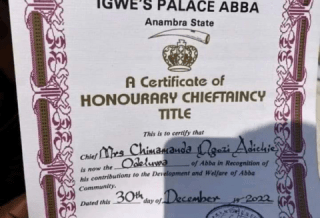 IGWE'S PALACE ABBA
Anambra State
A Certificate of
HONOURARY CHIEFTAINCY
TITLE
This is to certify that
Chief Mrs Chimamanda Ngozi Adichie
is now the Odeluwa of Abba in Recognition of
his contributions to the Development and Welfare of Abba
Community.
Dated this 30th day of December 2022